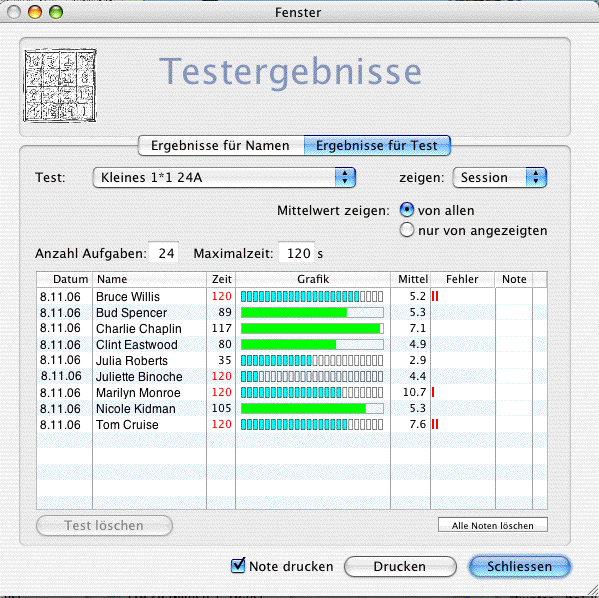 Fenster
Testergebnisse
Ergebnisse für Namen Ergebnisse für Test
Test: Kleines 1*1 24A zeigen: Session
Mittelwert zeigen: von allen
nur von angezeigten
Anzahl Aufgaben: 24 Maximalzeit: 120 s
Datum Name Zeit Grafik Mittel Fehler Note
8.11.06 Bruce Willis 120 5.2
8.11.06 Bud Spencer 89 5.3
8.11.06 Charlie Chaplin 117 7.1
8.11.06 Clint Eastwood 80 4.9
8.11.06 Julia Roberts 35 2.9
8.11.06 Juliette Binoche 120 4.4
8.11.06 Marilyn Monroe 120 10.7
8.11.06 Nicole Kidman 105 5.3
8.11.06 Tom Cruise 120 7.6
Test löschen Alle Noten löschen
Note drucken Drucken Schliessen